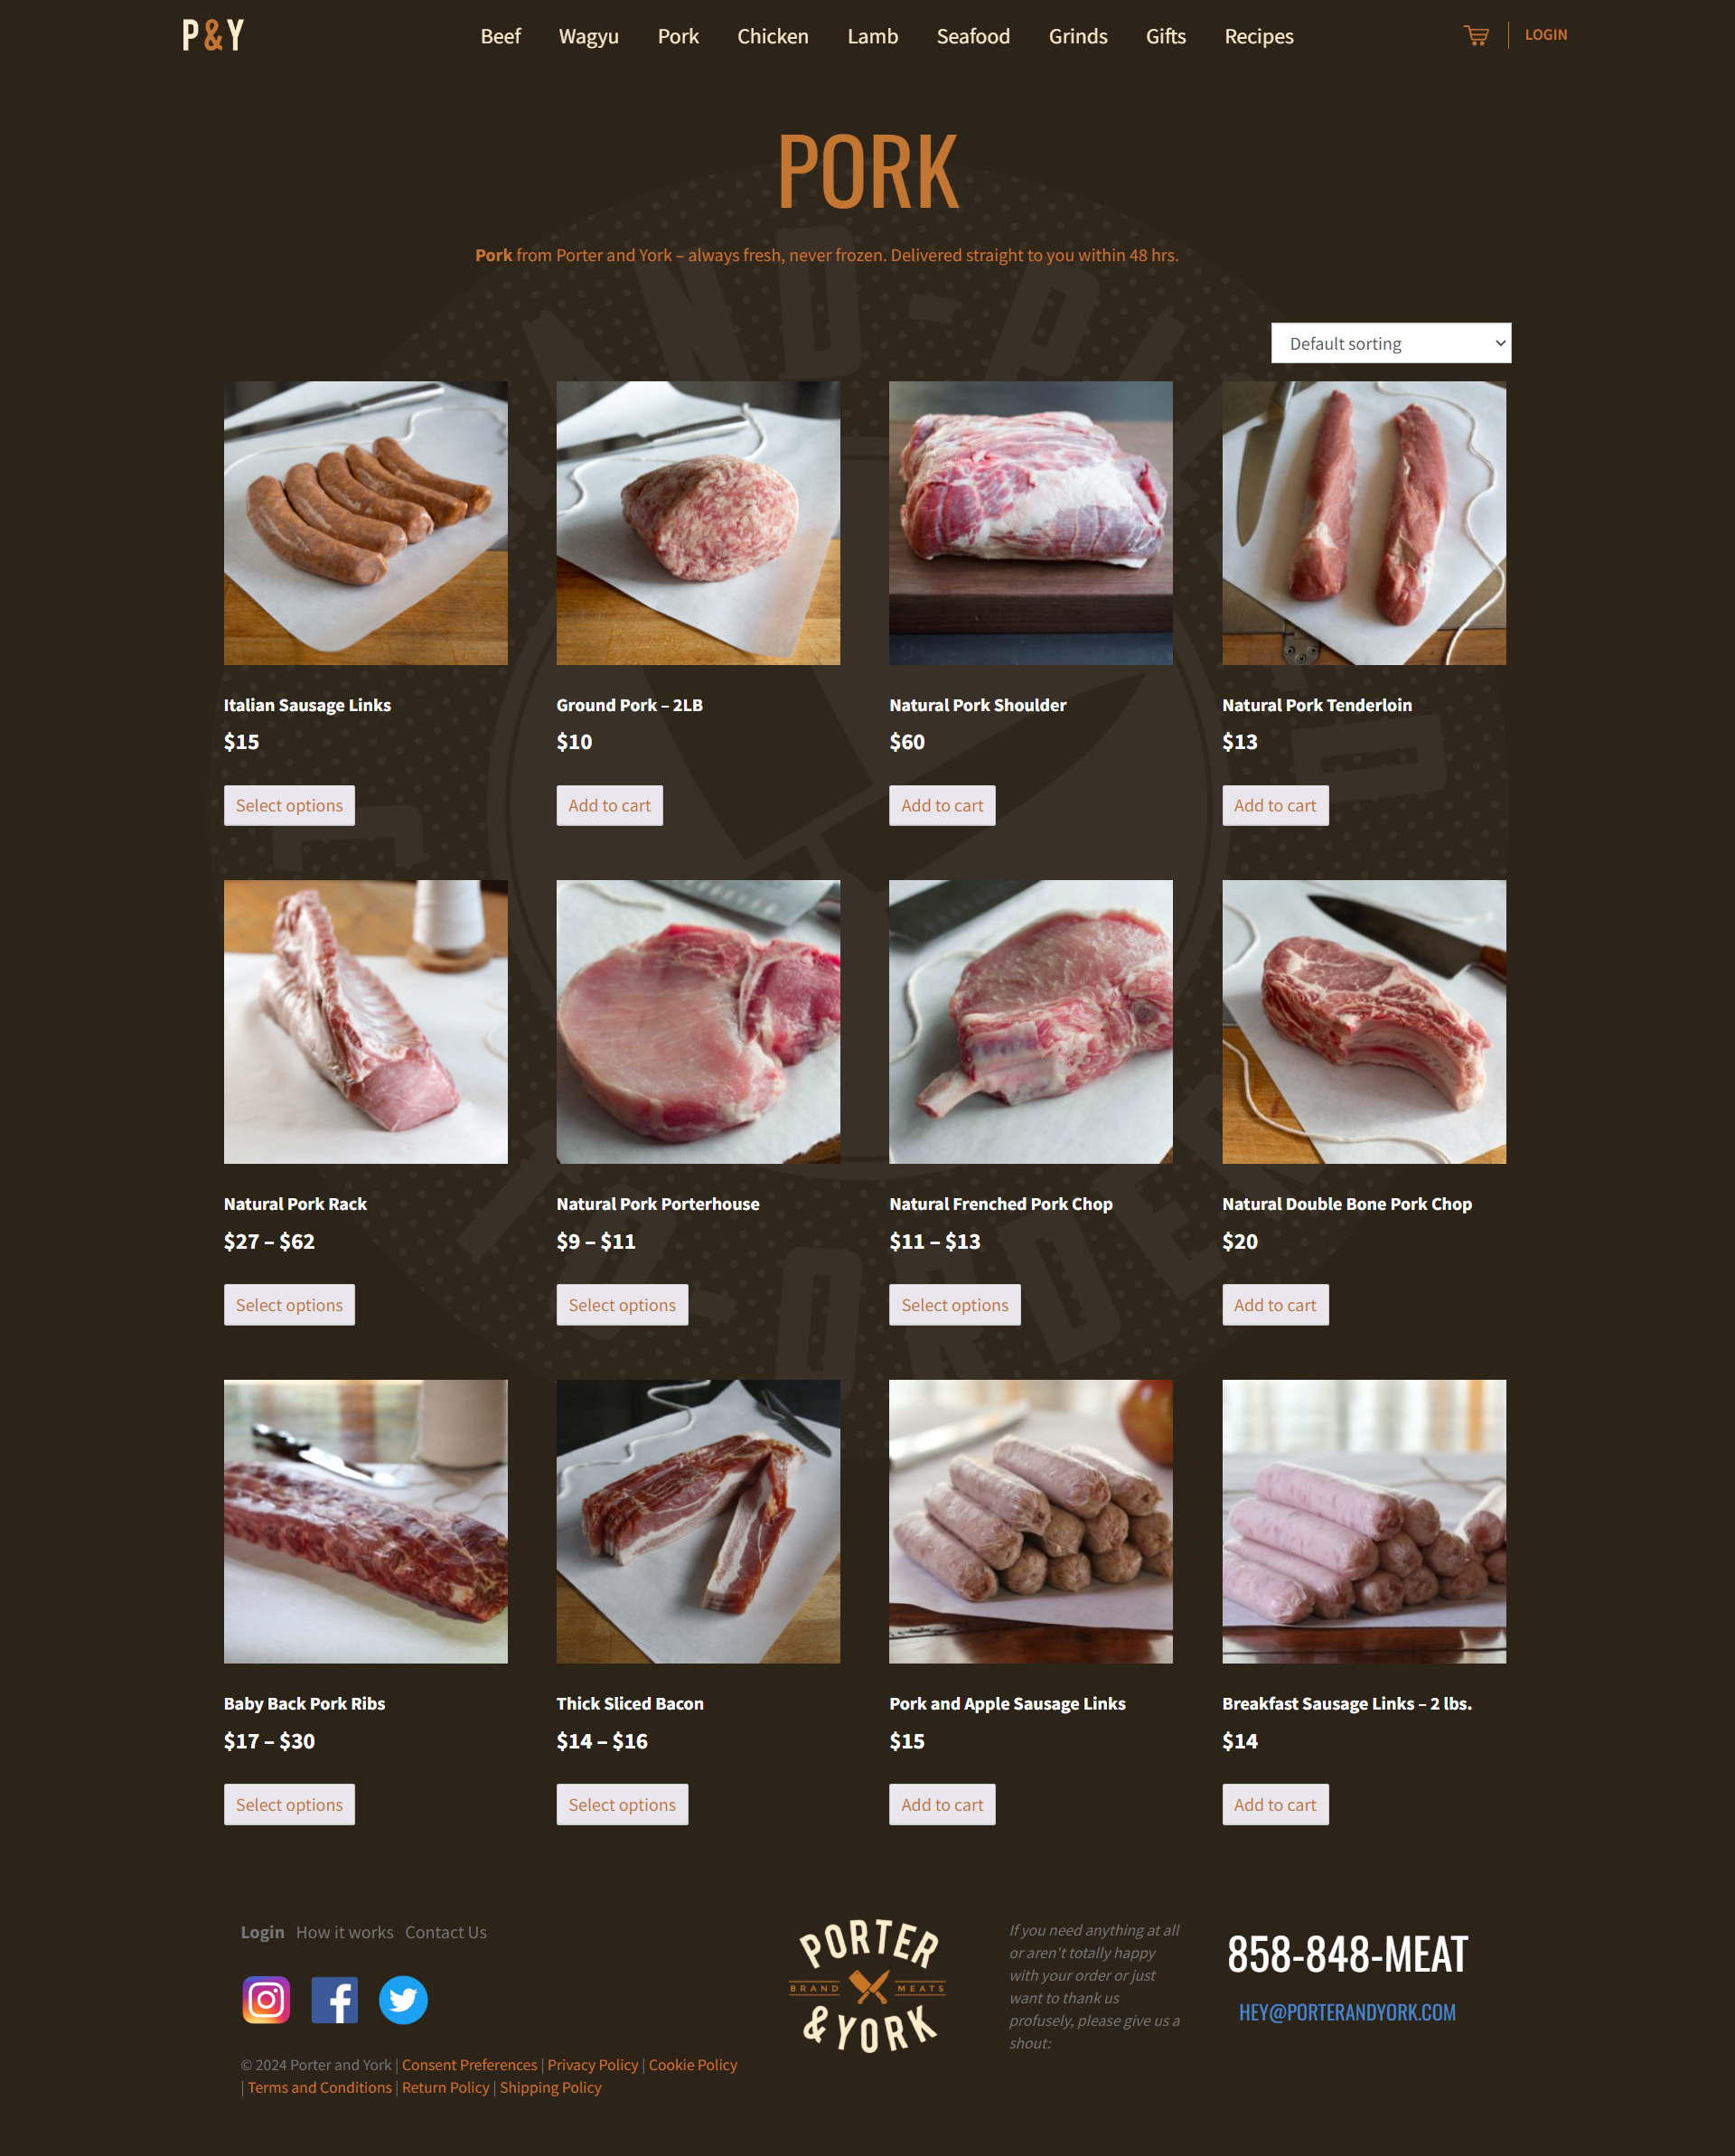 P&Y
Beef Wagyu Pork Chicken Lamb Seafood Grinds Gifts Recipes
LOGIN
PORK
Pork from Porter and York – always fresh, never frozen. Delivered straight to you within 48 hrs.
Default sorting
Italian Sausage Links
$15
Select options
Ground Pork – 2LB
$10
Add to cart
Natural Pork Shoulder
$60
Add to cart
Natural Pork Tenderloin
$13
Add to cart
Natural Pork Rack
$27 – $62
Select options
Natural Pork Porterhouse
$9 – $11
Select options
Natural Frenched Pork Chop
$11 – $13
Select options
Natural Double Bone Pork Chop
$20
Add to cart
Baby Back Pork Ribs
$17 – $30
Select options
Thick Sliced Bacon
$14 – $16
Select options
Pork and Apple Sausage Links
$15
Add to cart
Breakfast Sausage Links – 2 lbs.
$14
Add to cart
Login How it works Contact Us
© 2024 Porter and York | Consent Preferences | Privacy Policy | Cookie Policy
| Terms and Conditions | Return Policy | Shipping Policy
PORTER
BRAND MEATS
& YORK
If you need anything at all
or aren't totally happy
with your order or just
want to thank us
profusely, please give us a
shout:
858-848-MEAT
HEY@PORTERANDYORK.COM